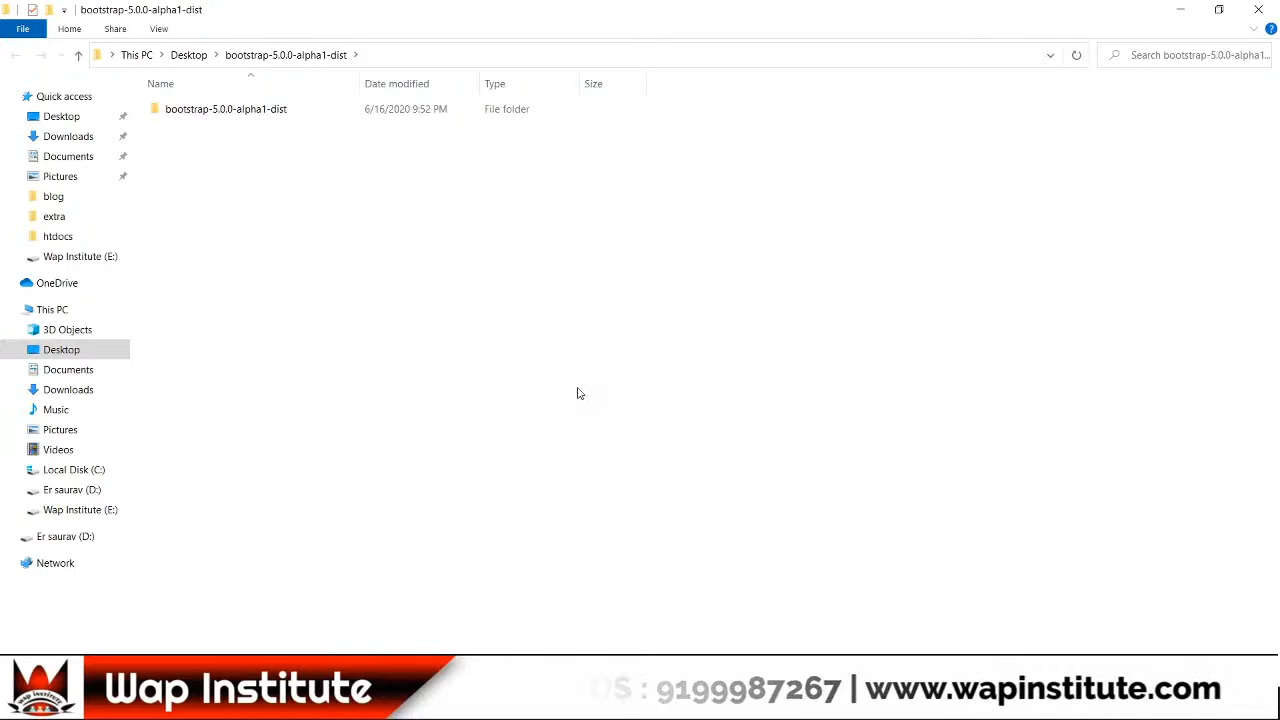 bootstrap-5.0.0-alpha1-dist
File Home Share View
This PC Desktop bootstrap-5.0.0-alpha1-dist Search bootstrap-5.0.0-alpha1...
Name Date modified Type Size
bootstrap-5.0.0-alpha1-dist 6/16/2020 9:52 PM File folder
Quick access
Desktop
Downloads
Documents
Pictures
blog
extra
htdocs
Wap Institute (E:)
OneDrive
This PC
3D Objects
Desktop
Documents
Downloads
Music
Pictures
Videos
Local Disk (C:)
Er saurav (D:)
Wap Institute (E:)
Er saurav (D:)
Network
wap institute
Wap Institute
S : 9199987267 | www.wapinstitute.com